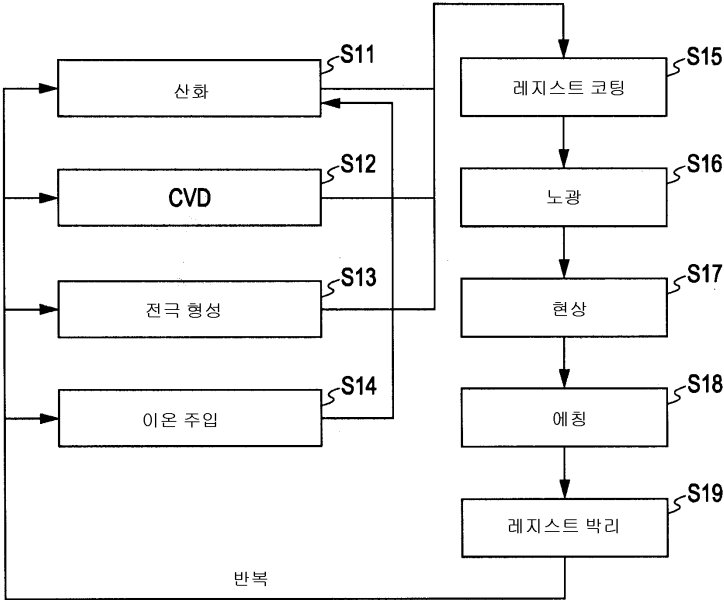 S11
산화
S12
CVD
S13
전극 형성
S14
이온 주입
S15
레지스트 코팅
S16
노광
S17
현상
S18
에칭
S19
레지스트 박리
반복